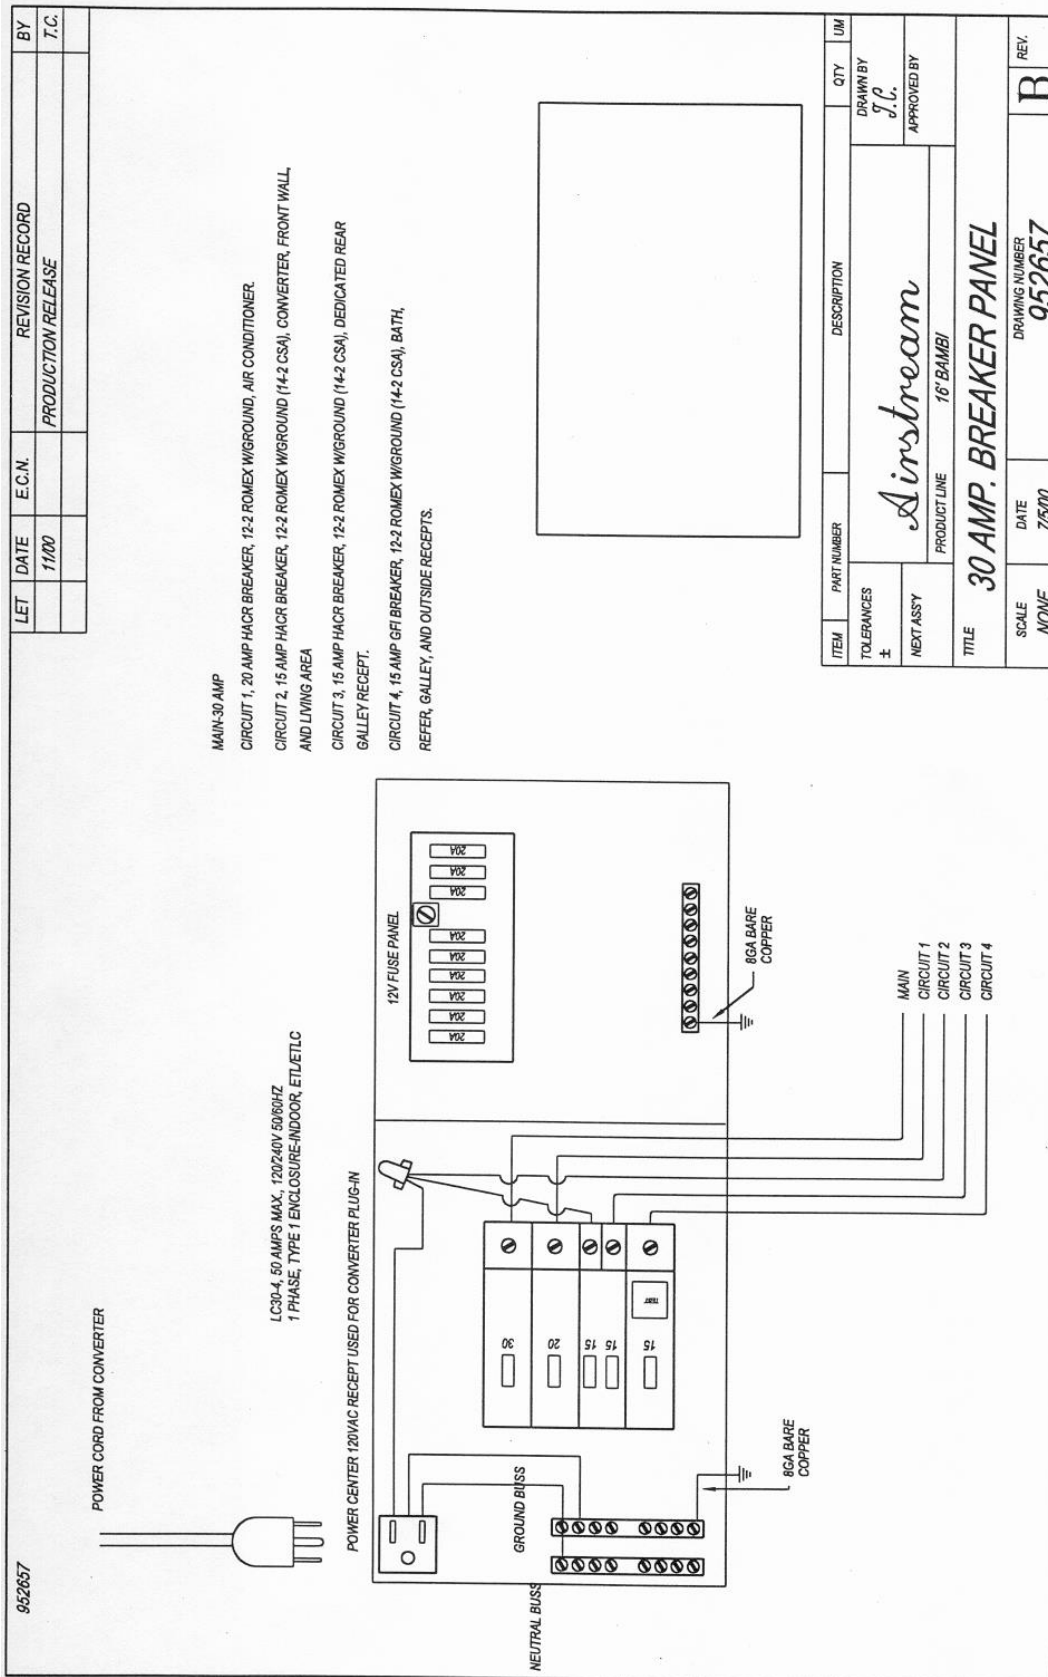 952657
LET DATE E.C.N. REVISION RECORD BY
11/00 PRODUCTION RELEASE T.C.
POWER CORD FROM CONVERTER
LC30-4, 50 AMPS MAX., 120/240V 50/60HZ
1 PHASE, TYPE 1 ENCLOSURE-INDOOR, ETL/ETLC
POWER CENTER 120VAC RECEPT USED FOR CONVERTER PLUG-IN
MAIN-30 AMP
CIRCUIT 1, 20 AMP HACR BREAKER, 12-2 ROMEX W/GROUND, AIR CONDITIONER.
CIRCUIT 2, 15 AMP HACR BREAKER, 12-2 ROMEX W/GROUND (14-2 CSA), CONVERTER, FRONT WALL,
AND LIVING AREA
CIRCUIT 3, 15 AMP HACR BREAKER, 12-2 ROMEX W/GROUND (14-2 CSA), DEDICATED REAR
GALLEY RECEPT.
CIRCUIT 4, 15 AMP GFI BREAKER, 12-2 ROMEX W/GROUND (14-2 CSA), BATH,
REFER, GALLEY, AND OUTSIDE RECEPTS.
12V FUSE PANEL
20A
20A
20A
20A
20A
20A
20A
20A
20A
30
20
15
15
15
TEST
GROUND BUSS
NEUTRAL BUSS
8GA BARE
COPPER
8GA BARE
COPPER
MAIN
CIRCUIT 1
CIRCUIT 2
CIRCUIT 3
CIRCUIT 4
ITEM PART NUMBER DESCRIPTION QTY UM
TOLERANCES
±
Airstream
DRAWN BY
T.C.
NEXT ASS'Y
PRODUCT LINE 16' BAMBI
APPROVED BY
TITLE
30 AMP. BREAKER PANEL
SCALE
NONE
DATE
7/5/00
DRAWING NUMBER
952657
B
REV.